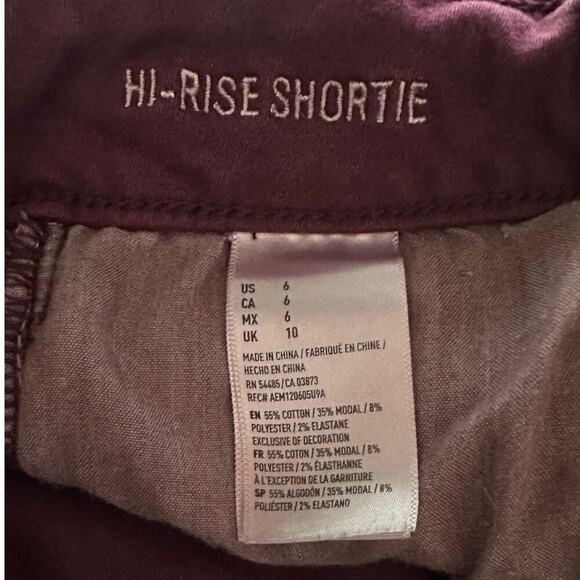 HI-RISE SHORTIE
US 6
CA 6
MX 6
UK 10
MADE IN CHINA / FABRIQUÉ EN CHINE /
HECHO EN CHINA
RN 54485 / CA 03873
RFC# AEM120605U9A
EN 55% COTTON / 35% MODAL / 8%
POLYESTER / 2% ELASTANE
EXCLUSIVE OF DECORATION
FR 55% COTON / 35% MODAL / 8%
POLYESTER / 2% ÉLASTHANNE
À L'EXCEPTION DE LA GARNITURE
SP 55% ALGODÓN / 35% MODAL / 8%
POLIÉSTER / 2% ELASTANO